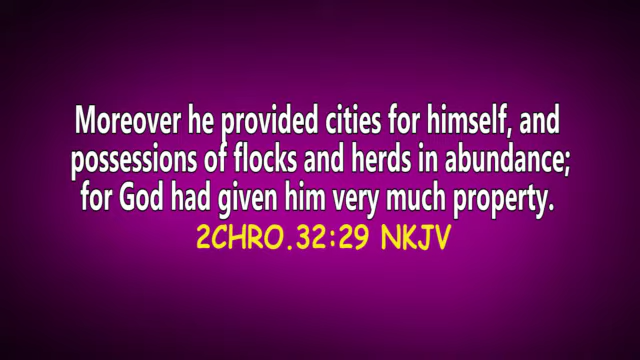 Moreover he provided cities for himself, and
possessions of flocks and herds in abundance;
for God had given him very much property.
2CHRO.32:29 NKJV